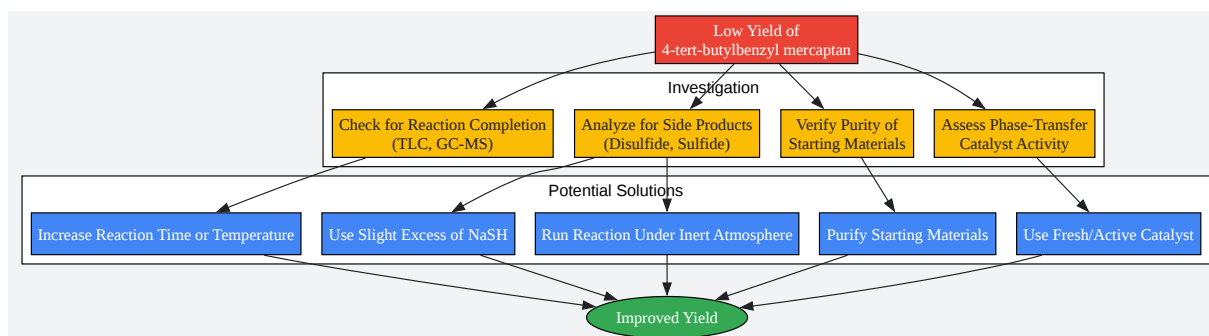 Low Yield of
4-tert-butylbenzyl mercaptan
Investigation
Check for Reaction Completion
(TLC, GC-MS)
Analyze for Side Products
(Disulfide, Sulfide)
Verify Purity of
Starting Materials
Assess Phase-Transfer
Catalyst Activity
Potential Solutions
Increase Reaction Time or Temperature
Use Slight Excess of NaSH
Run Reaction Under Inert Atmosphere
Purify Starting Materials
Use Fresh/Active Catalyst
Improved Yield